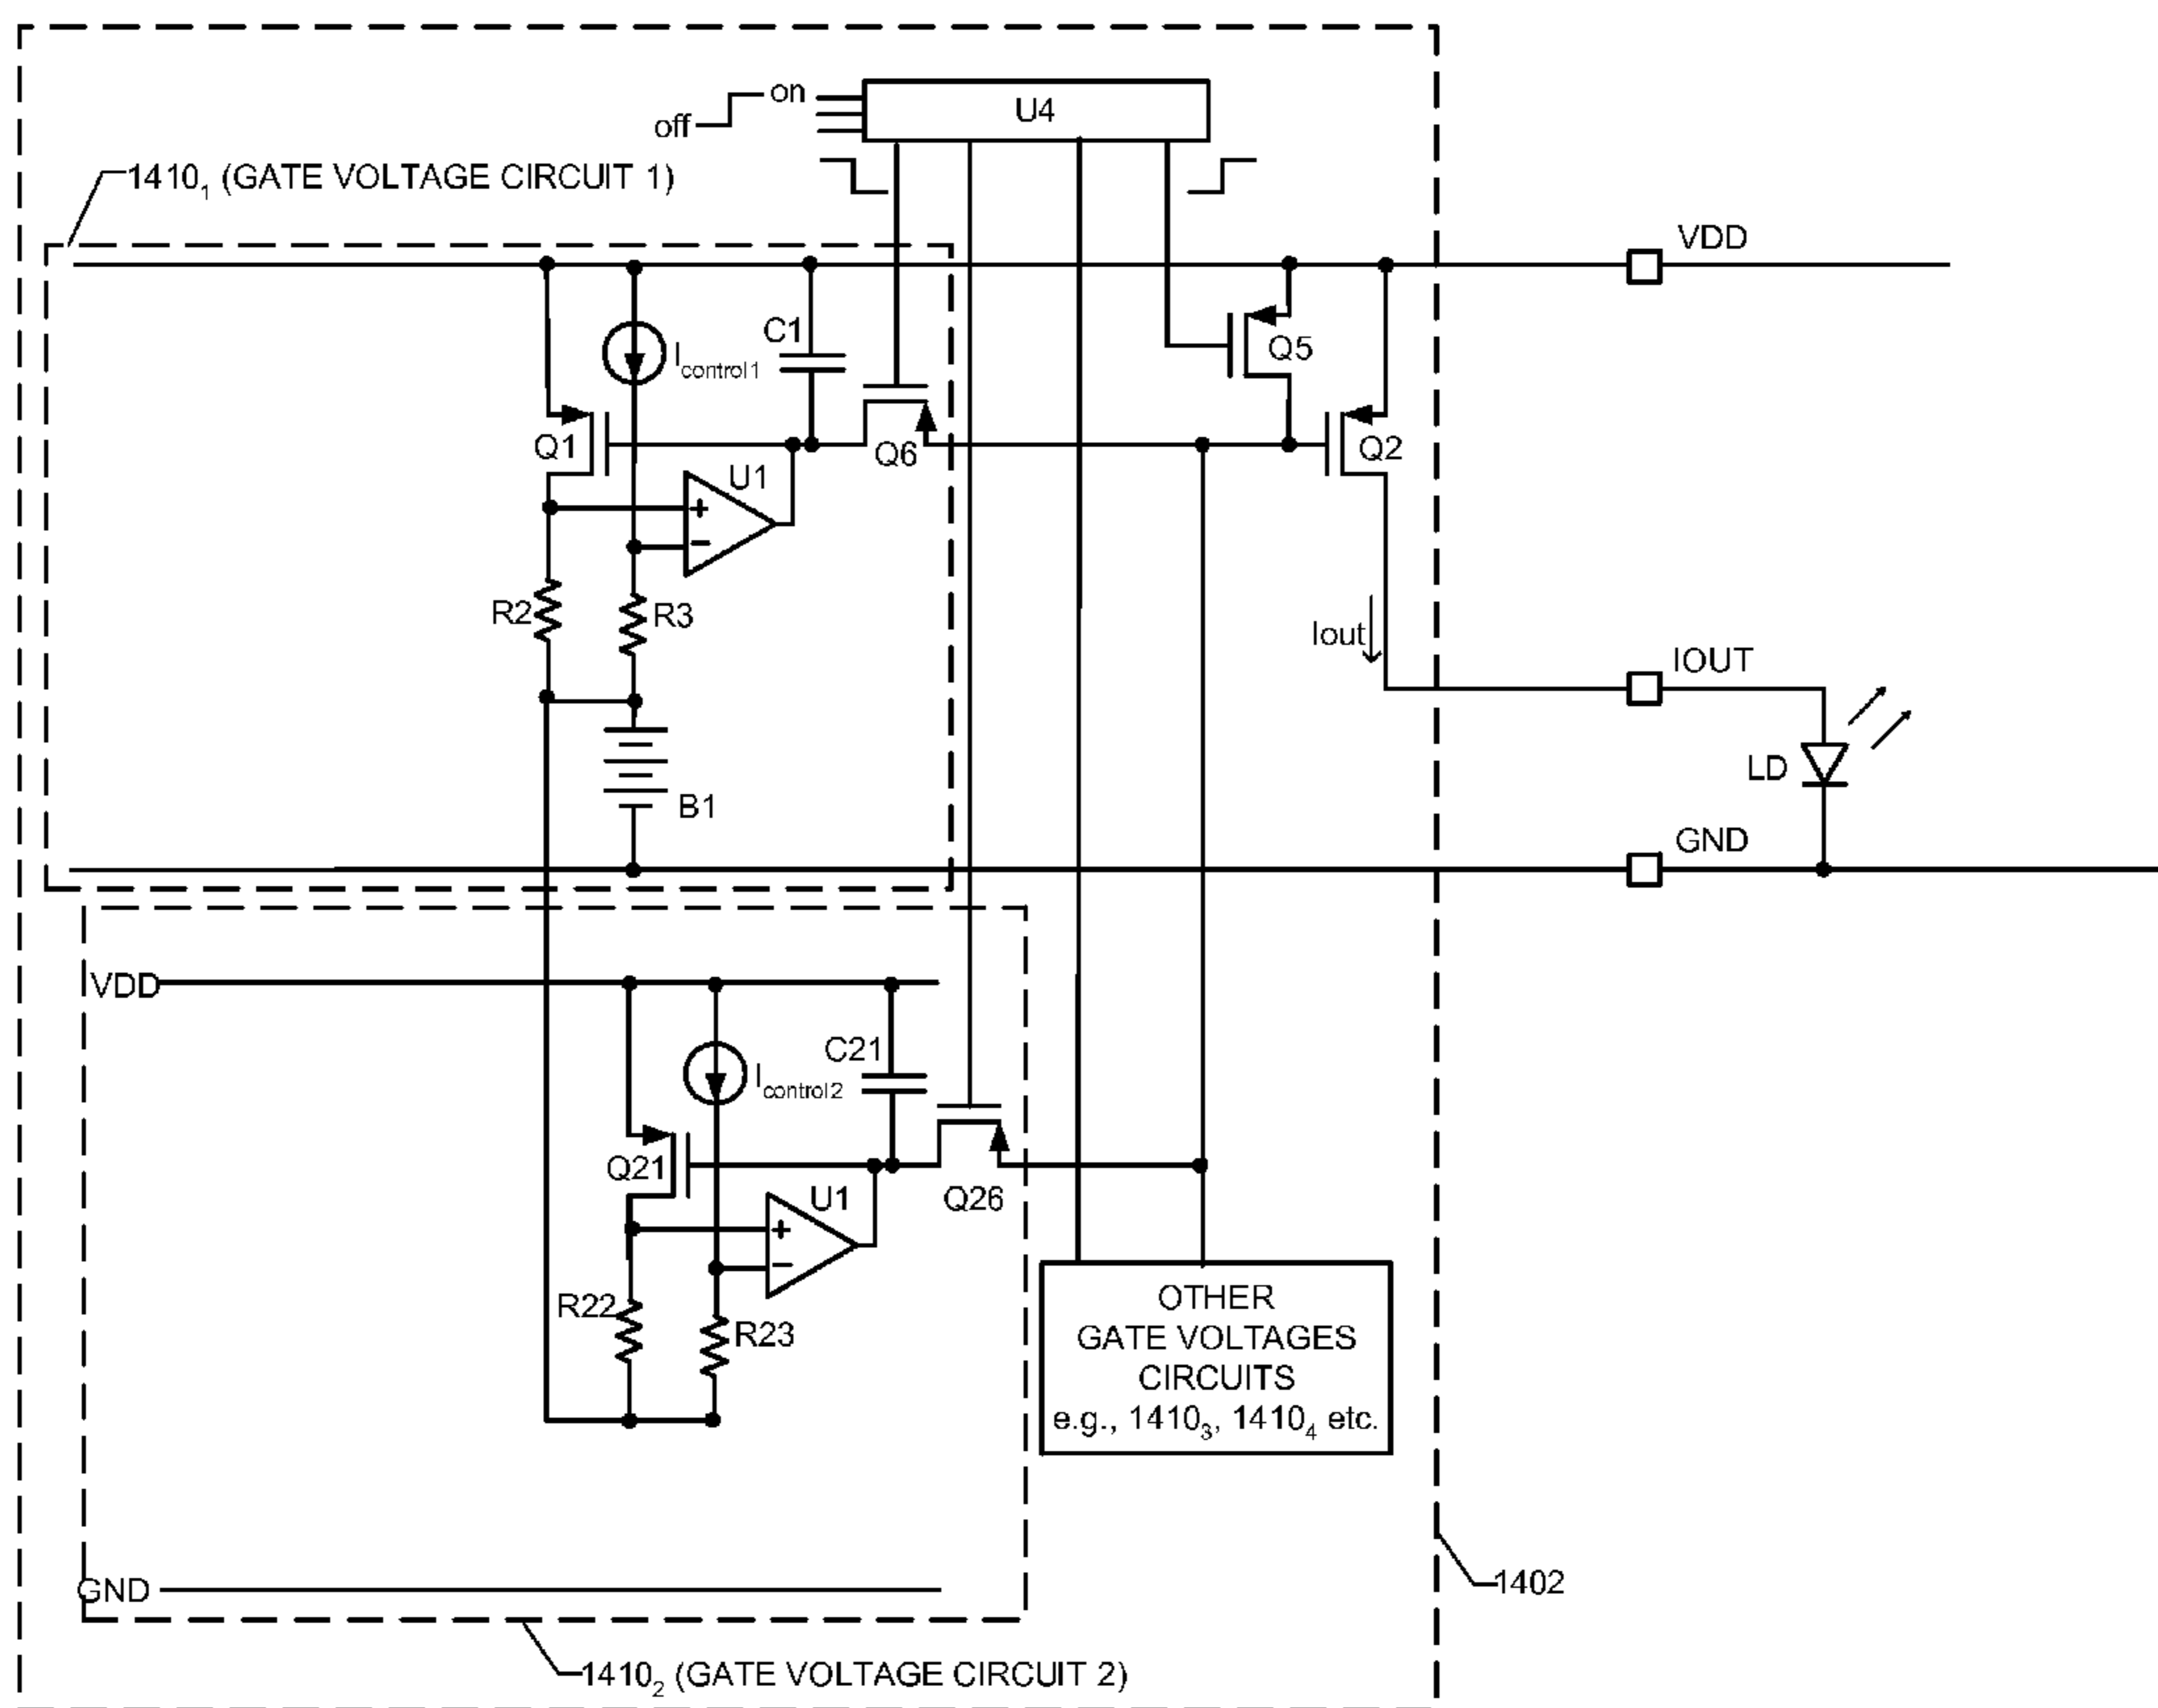 on
off
U4
1410₁ (GATE VOLTAGE CIRCUIT 1)
VDD
C1
Icontrol1
Q5
Q1
Q6
Q2
U1
+
−
R2
R3
Iout
IOUT
B1
LD
GND
VDD
C21
Icontrol2
Q21
Q26
U1
+
−
R22
R23
OTHER
GATE VOLTAGES
CIRCUITS
e.g., 1410₃, 1410₄ etc.
GND
1402
1410₂ (GATE VOLTAGE CIRCUIT 2)